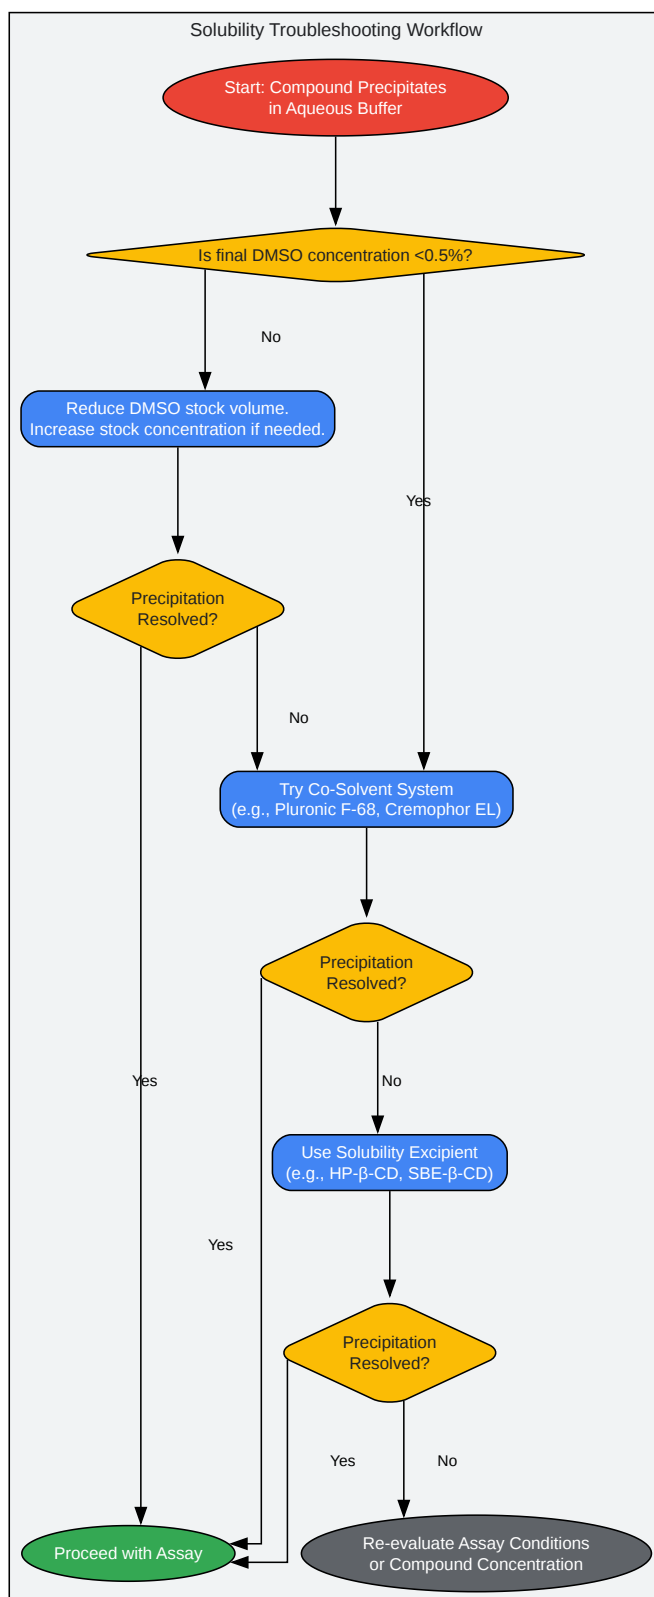 Solubility Troubleshooting Workflow
Start: Compound Precipitates
in Aqueous Buffer
Is final DMSO concentration <0.5%?
No
Reduce DMSO stock volume.
Increase stock concentration if needed.
Yes
Precipitation
Resolved?
No
Try Co-Solvent System
(e.g., Pluronic F-68, Cremophor EL)
Precipitation
Resolved?
Yes
No
Use Solubility Excipient
(e.g., HP-β-CD, SBE-β-CD)
Yes
Precipitation
Resolved?
Yes
No
Proceed with Assay
Re-evaluate Assay Conditions
or Compound Concentration